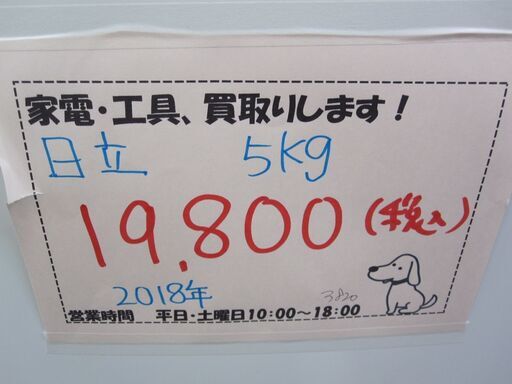 家電・工具、買取りします！
日立 5kg
19,800 (税込)
2018年
3820
営業時間 平日・土曜日10:00～18:00